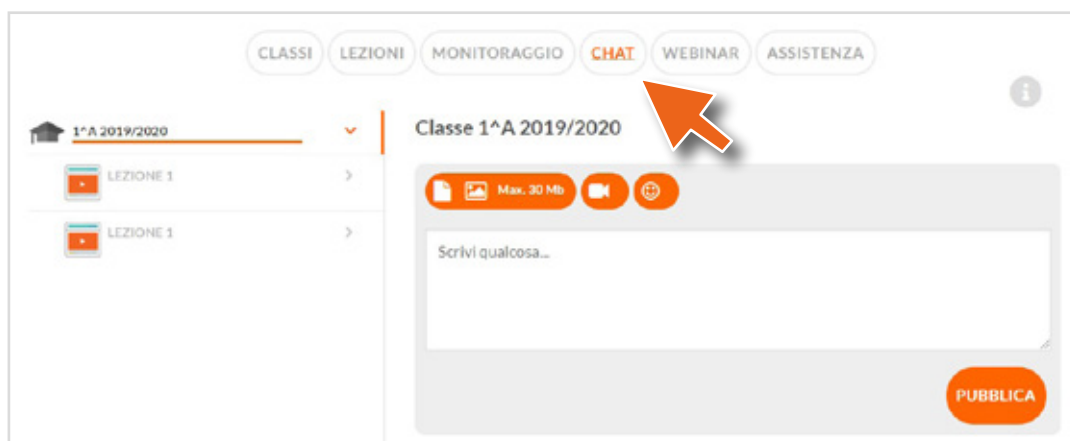 CLASSI LEZIONI MONITORAGGIO CHAT WEBINAR ASSISTENZA
1^A 2019/2020
LEZIONE 1
LEZIONE 1
Classe 1^A 2019/2020
Max. 30 Mb
Scrivi qualcosa...
PUBBLICA